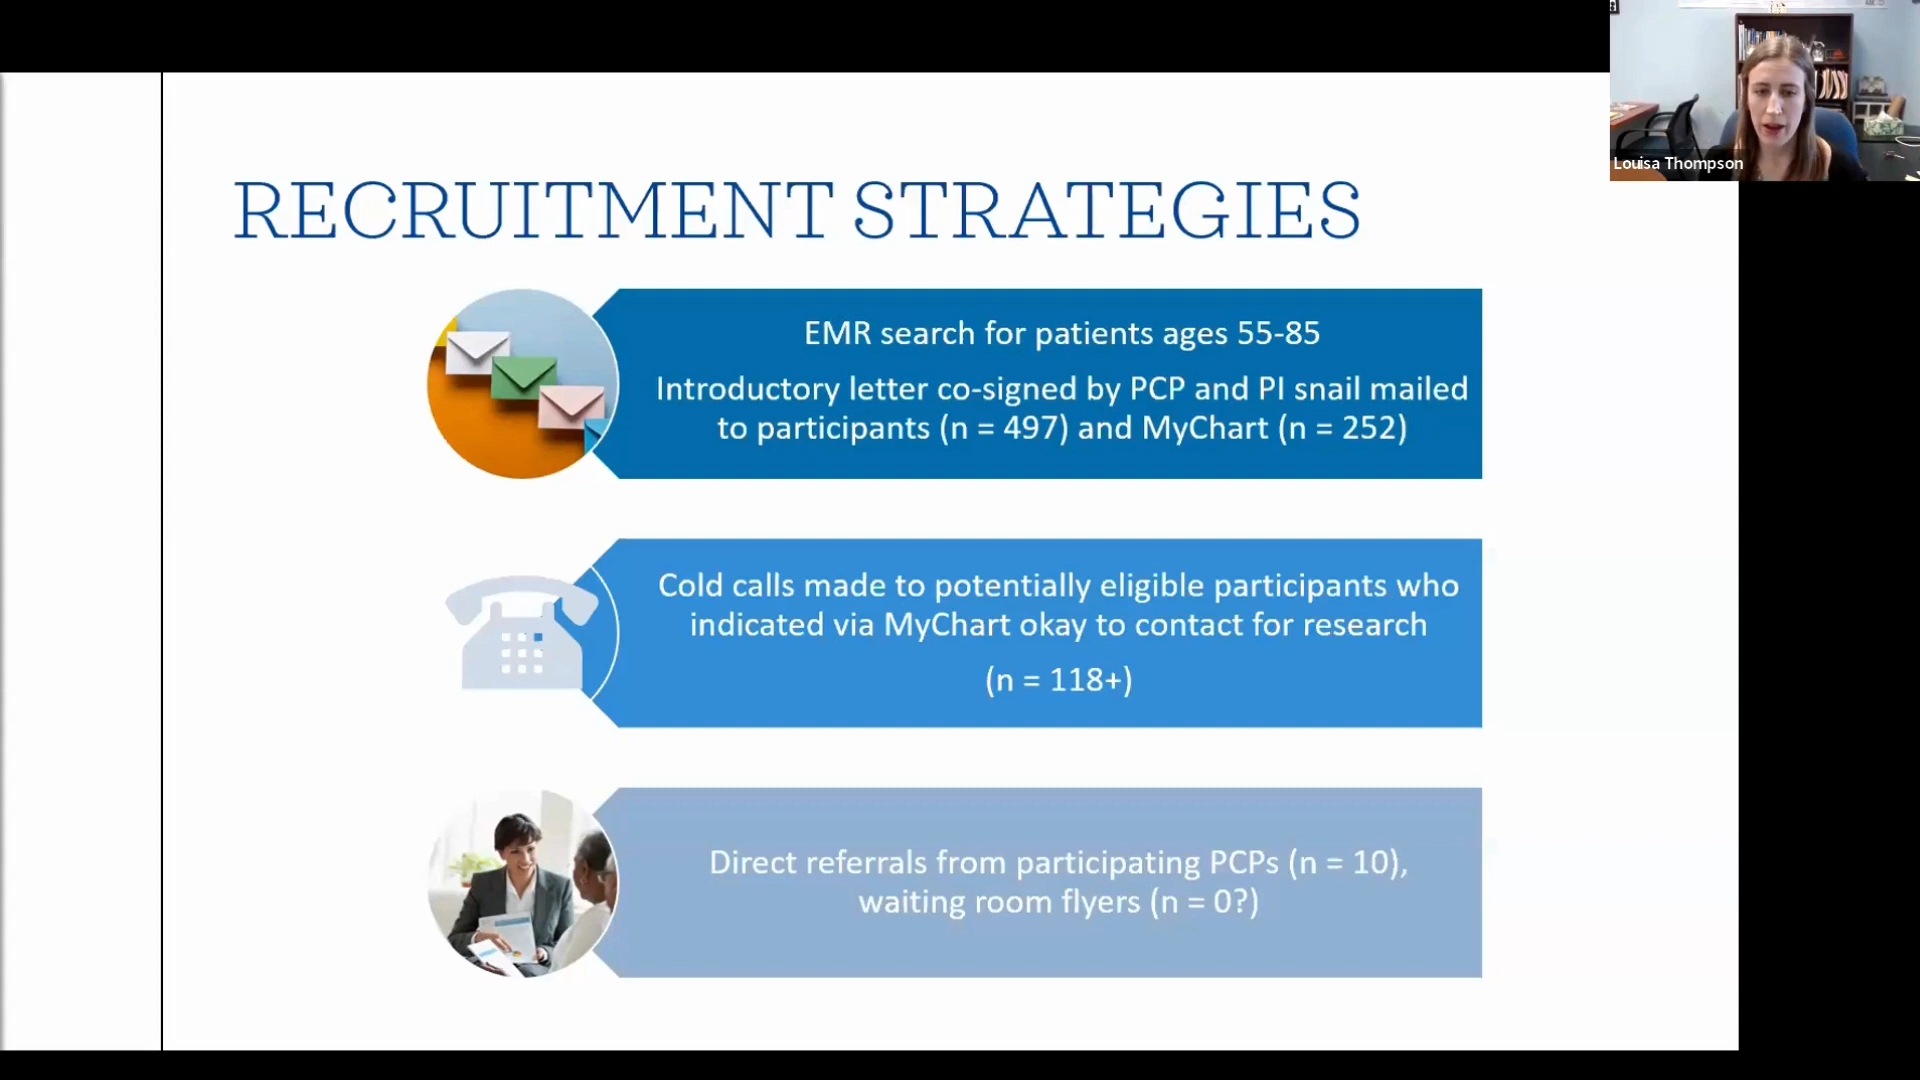 Louisa Thompson
RECRUITMENT STRATEGIES
EMR search for patients ages 55-85
Introductory letter co-signed by PCP and PI snail mailed
to participants (n = 497) and MyChart (n = 252)
Cold calls made to potentially eligible participants who
indicated via MyChart okay to contact for research
(n = 118+)
Direct referrals from participating PCPs (n = 10),
waiting room flyers (n = 0?)